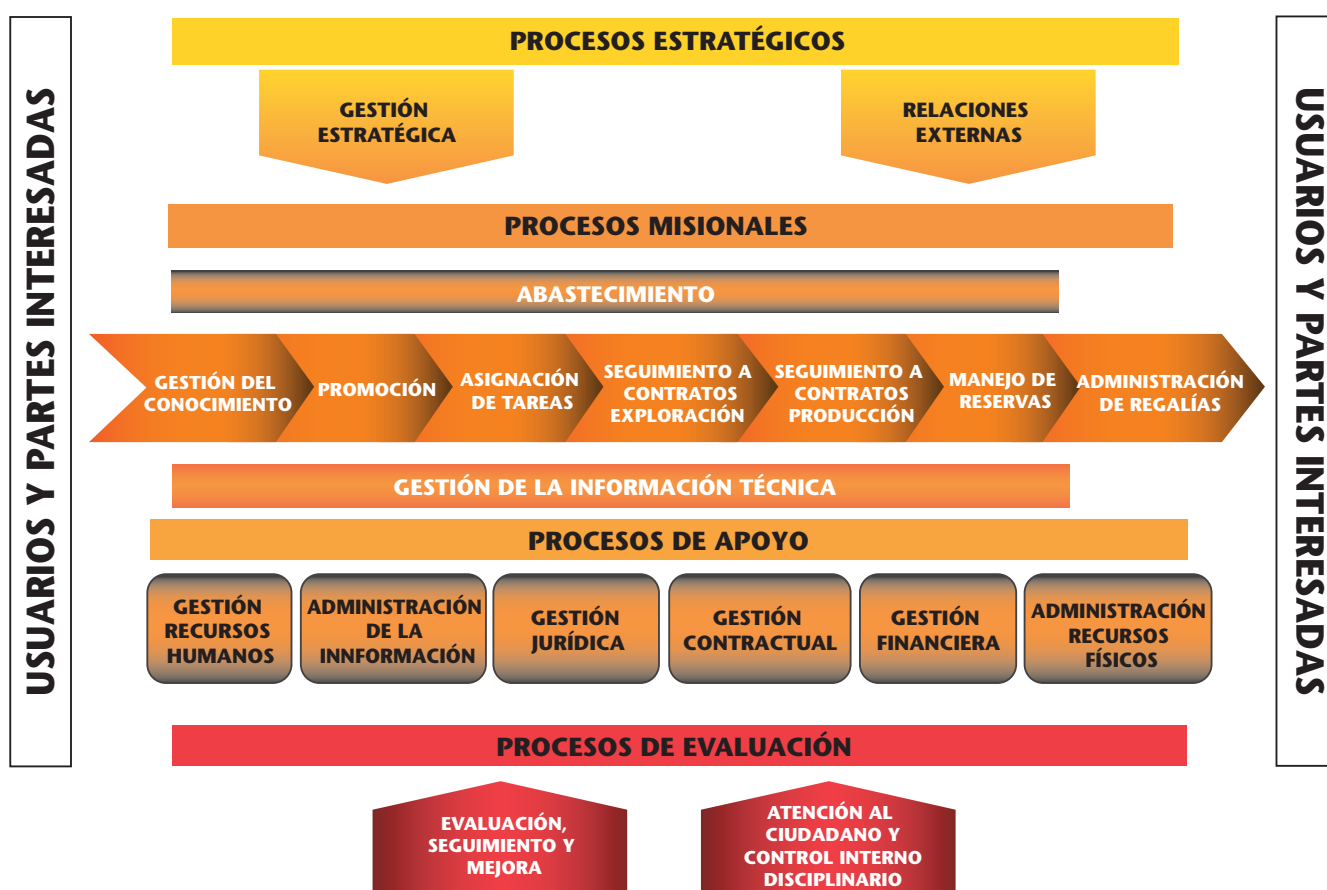 USUARIOS Y PARTES INTERESADAS
PROCESOS ESTRATÉGICOS
GESTIÓN
ESTRATÉGICA
RELACIONES
EXTERNAS
PROCESOS MISIONALES
ABASTECIMIENTO
GESTIÓN DEL
CONOCIMIENTO
PROMOCIÓN
ASIGNACIÓN
DE TAREAS
SEGUIMIENTO A
CONTRATOS
EXPLORACIÓN
SEGUIMIENTO A
CONTRATOS
PRODUCCIÓN
MANEJO DE
RESERVAS
ADMINISTRACIÓN
DE REGALÍAS
GESTIÓN DE LA INFORMACIÓN TÉCNICA
PROCESOS DE APOYO
GESTIÓN
RECURSOS
HUMANOS
ADMINISTRACIÓN
DE LA
INNFORMACIÓN
GESTIÓN
JURÍDICA
GESTIÓN
CONTRACTUAL
GESTIÓN
FINANCIERA
ADMINISTRACIÓN
RECURSOS
FÍSICOS
PROCESOS DE EVALUACIÓN
EVALUACIÓN,
SEGUIMIENTO Y
MEJORA
ATENCIÓN AL
CIUDADANO Y
CONTROL INTERNO
DISCIPLINARIO
USUARIOS Y PARTES INTERESADAS